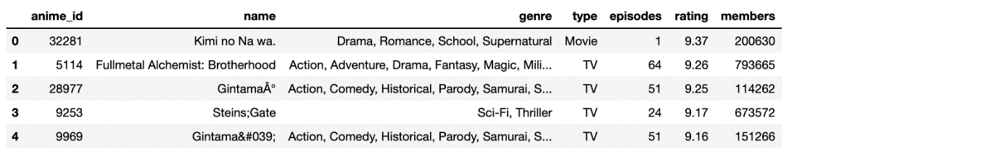 anime_id name genre type episodes rating members
0 32281 Kimi no Na wa. Drama, Romance, School, Supernatural Movie 1 9.37 200630
1 5114 Fullmetal Alchemist: Brotherhood Action, Adventure, Drama, Fantasy, Magic, Mili... TV 64 9.26 793665
2 28977 GintamaÂ° Action, Comedy, Historical, Parody, Samurai, S... TV 51 9.25 114262
3 9253 Steins;Gate Sci-Fi, Thriller TV 24 9.17 673572
4 9969 Gintama&#039; Action, Comedy, Historical, Parody, Samurai, S... TV 51 9.16 151266